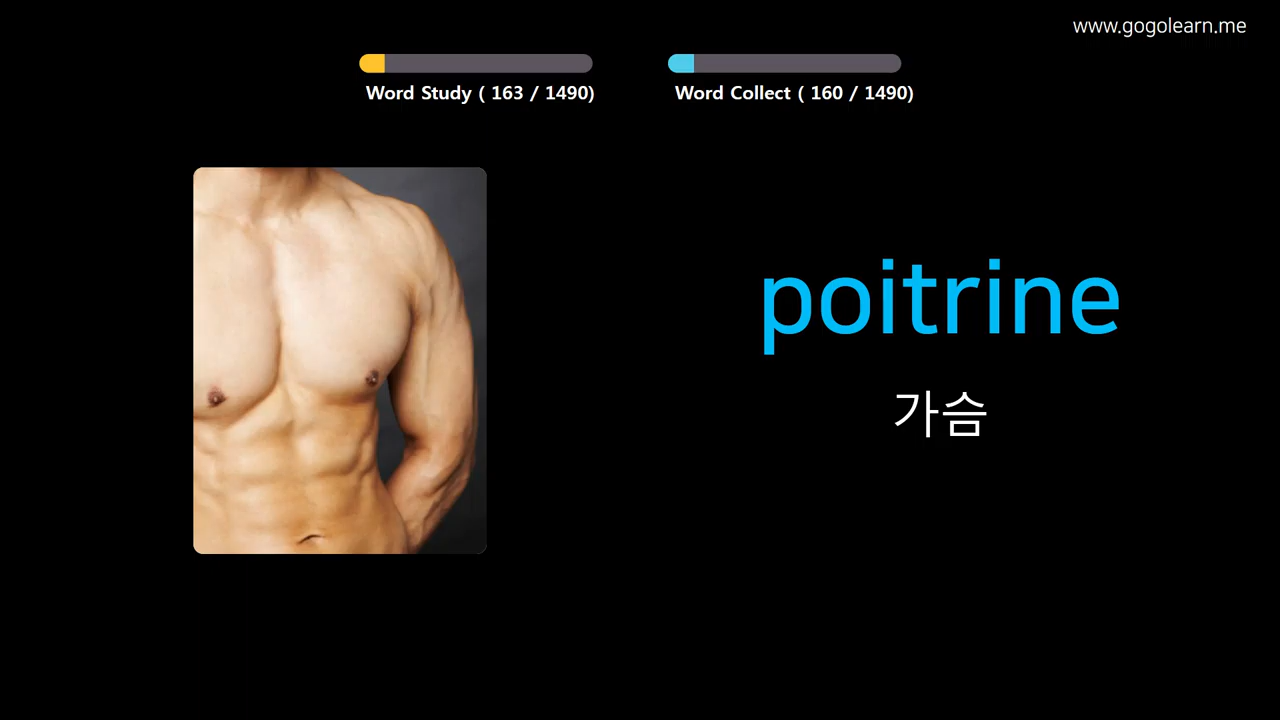 www.gogolearn.me
Word Study ( 163 / 1490)
Word Collect ( 160 / 1490)
poitrine
가슴